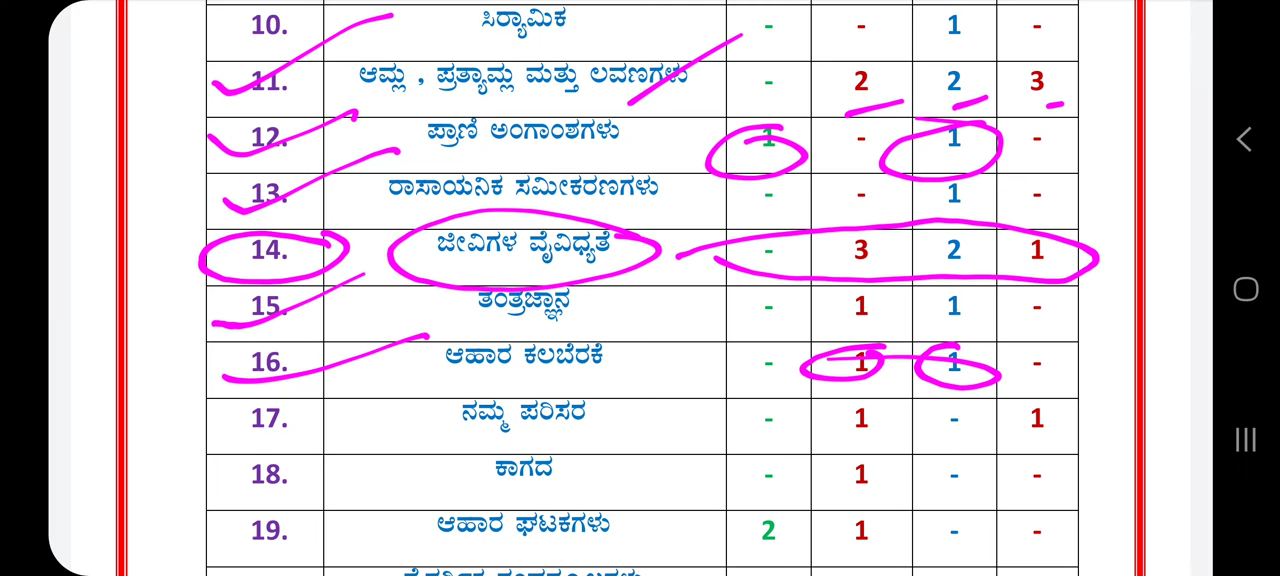 10. ಸಿರ್‍ಯಾಮಿಕ - - 1 -
11. ಆಮ್ಲ , ಪ್ರತ್ಯಾಮ್ಲ ಮತ್ತು ಲವಣಗಳು - 2 2 3
12. ಪ್ರಾಣಿ ಅಂಗಾಂಶಗಳು 1 - 1 -
13. ರಾಸಾಯನಿಕ ಸಮೀಕರಣಗಳು - - 1 -
14. ಜೀವಿಗಳ ವೈವಿಧ್ಯತೆ - 3 2 1
15. ತಂತ್ರಜ್ಞಾನ - 1 1 -
16. ಆಹಾರ ಕಲಬೆರಕೆ - 1 1 -
17. ನಮ್ಮ ಪರಿಸರ - 1 - 1
18. ಕಾಗದ - 1 - -
19. ಆಹಾರ ಘಟಕಗಳು 2 1 - -